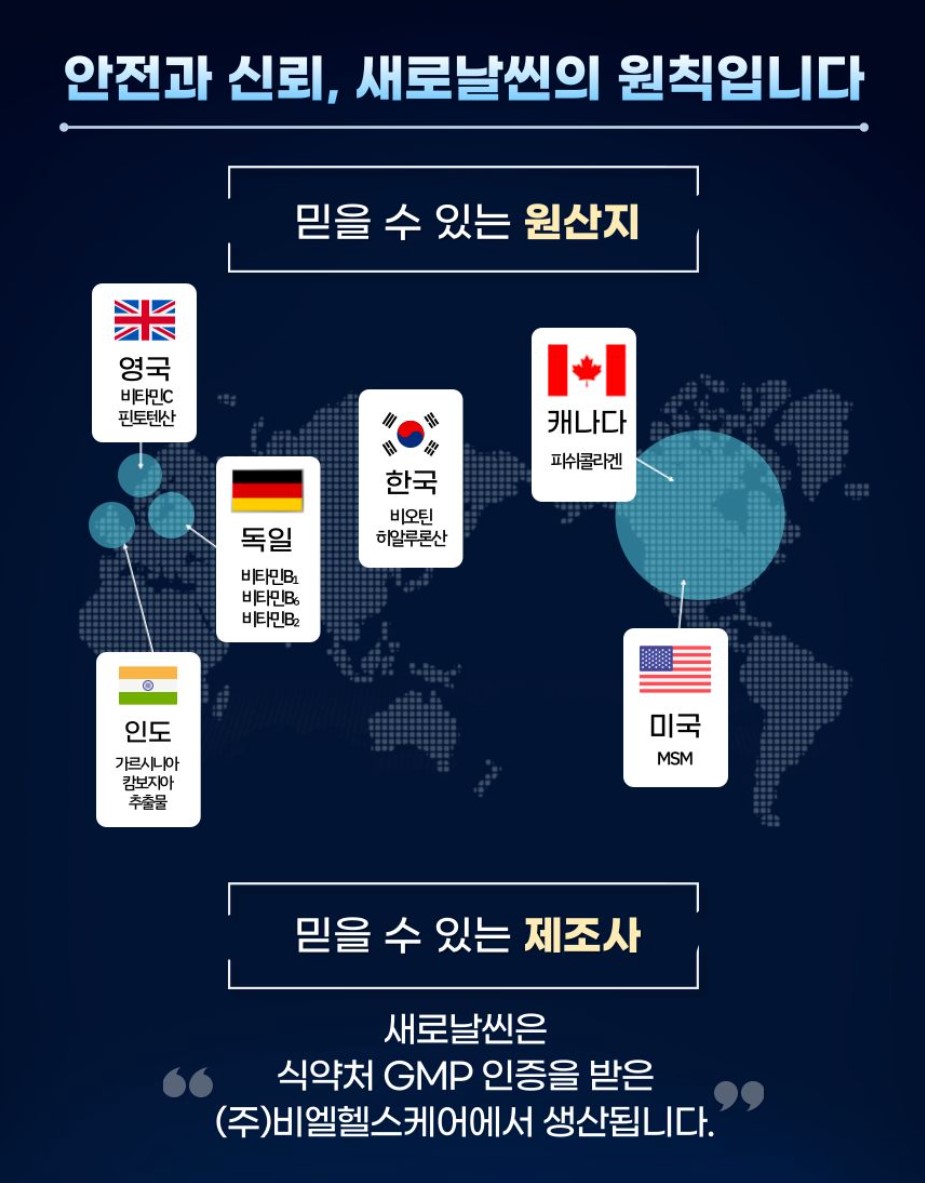 안전과 신뢰, 새로날씬의 원칙입니다
믿을 수 있는 원산지
영국
비타민C
판토텐산
독일
비타민B₁
비타민B₆
비타민B₂
인도
가르시니아
캄보지아
추출물
한국
비오틴
히알루론산
캐나다
피쉬콜라겐
미국
MSM
믿을 수 있는 제조사
새로날씬은
“ 식약처 GMP 인증을 받은 ”
(주)비엘헬스케어에서 생산됩니다.